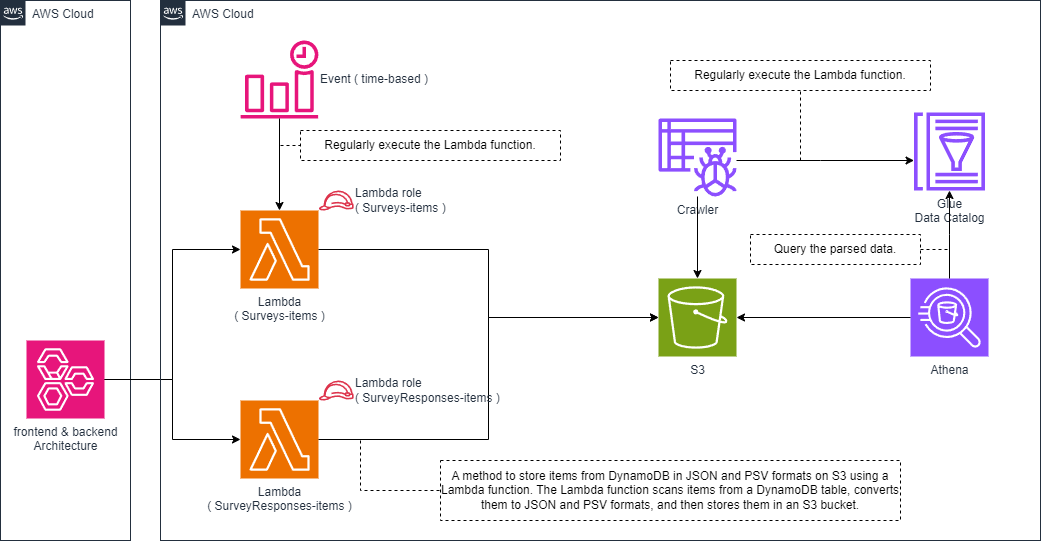 aws
AWS Cloud
aws
AWS Cloud
Event ( time-based )
Regularly execute the Lambda function.
Regularly execute the Lambda function.
Lambda role
( Surveys-items )
Crawler
Glue
Data Catalog
Query the parsed data.
Lambda
( Surveys-items )
S3
Athena
frontend & backend
Architecture
Lambda role
( SurveyResponses-items )
Lambda
( SurveyResponses-items )
A method to store items from DynamoDB in JSON and PSV formats on S3 using a
Lambda function. The Lambda function scans items from a DynamoDB table, converts
them to JSON and PSV formats, and then stores them in an S3 bucket.